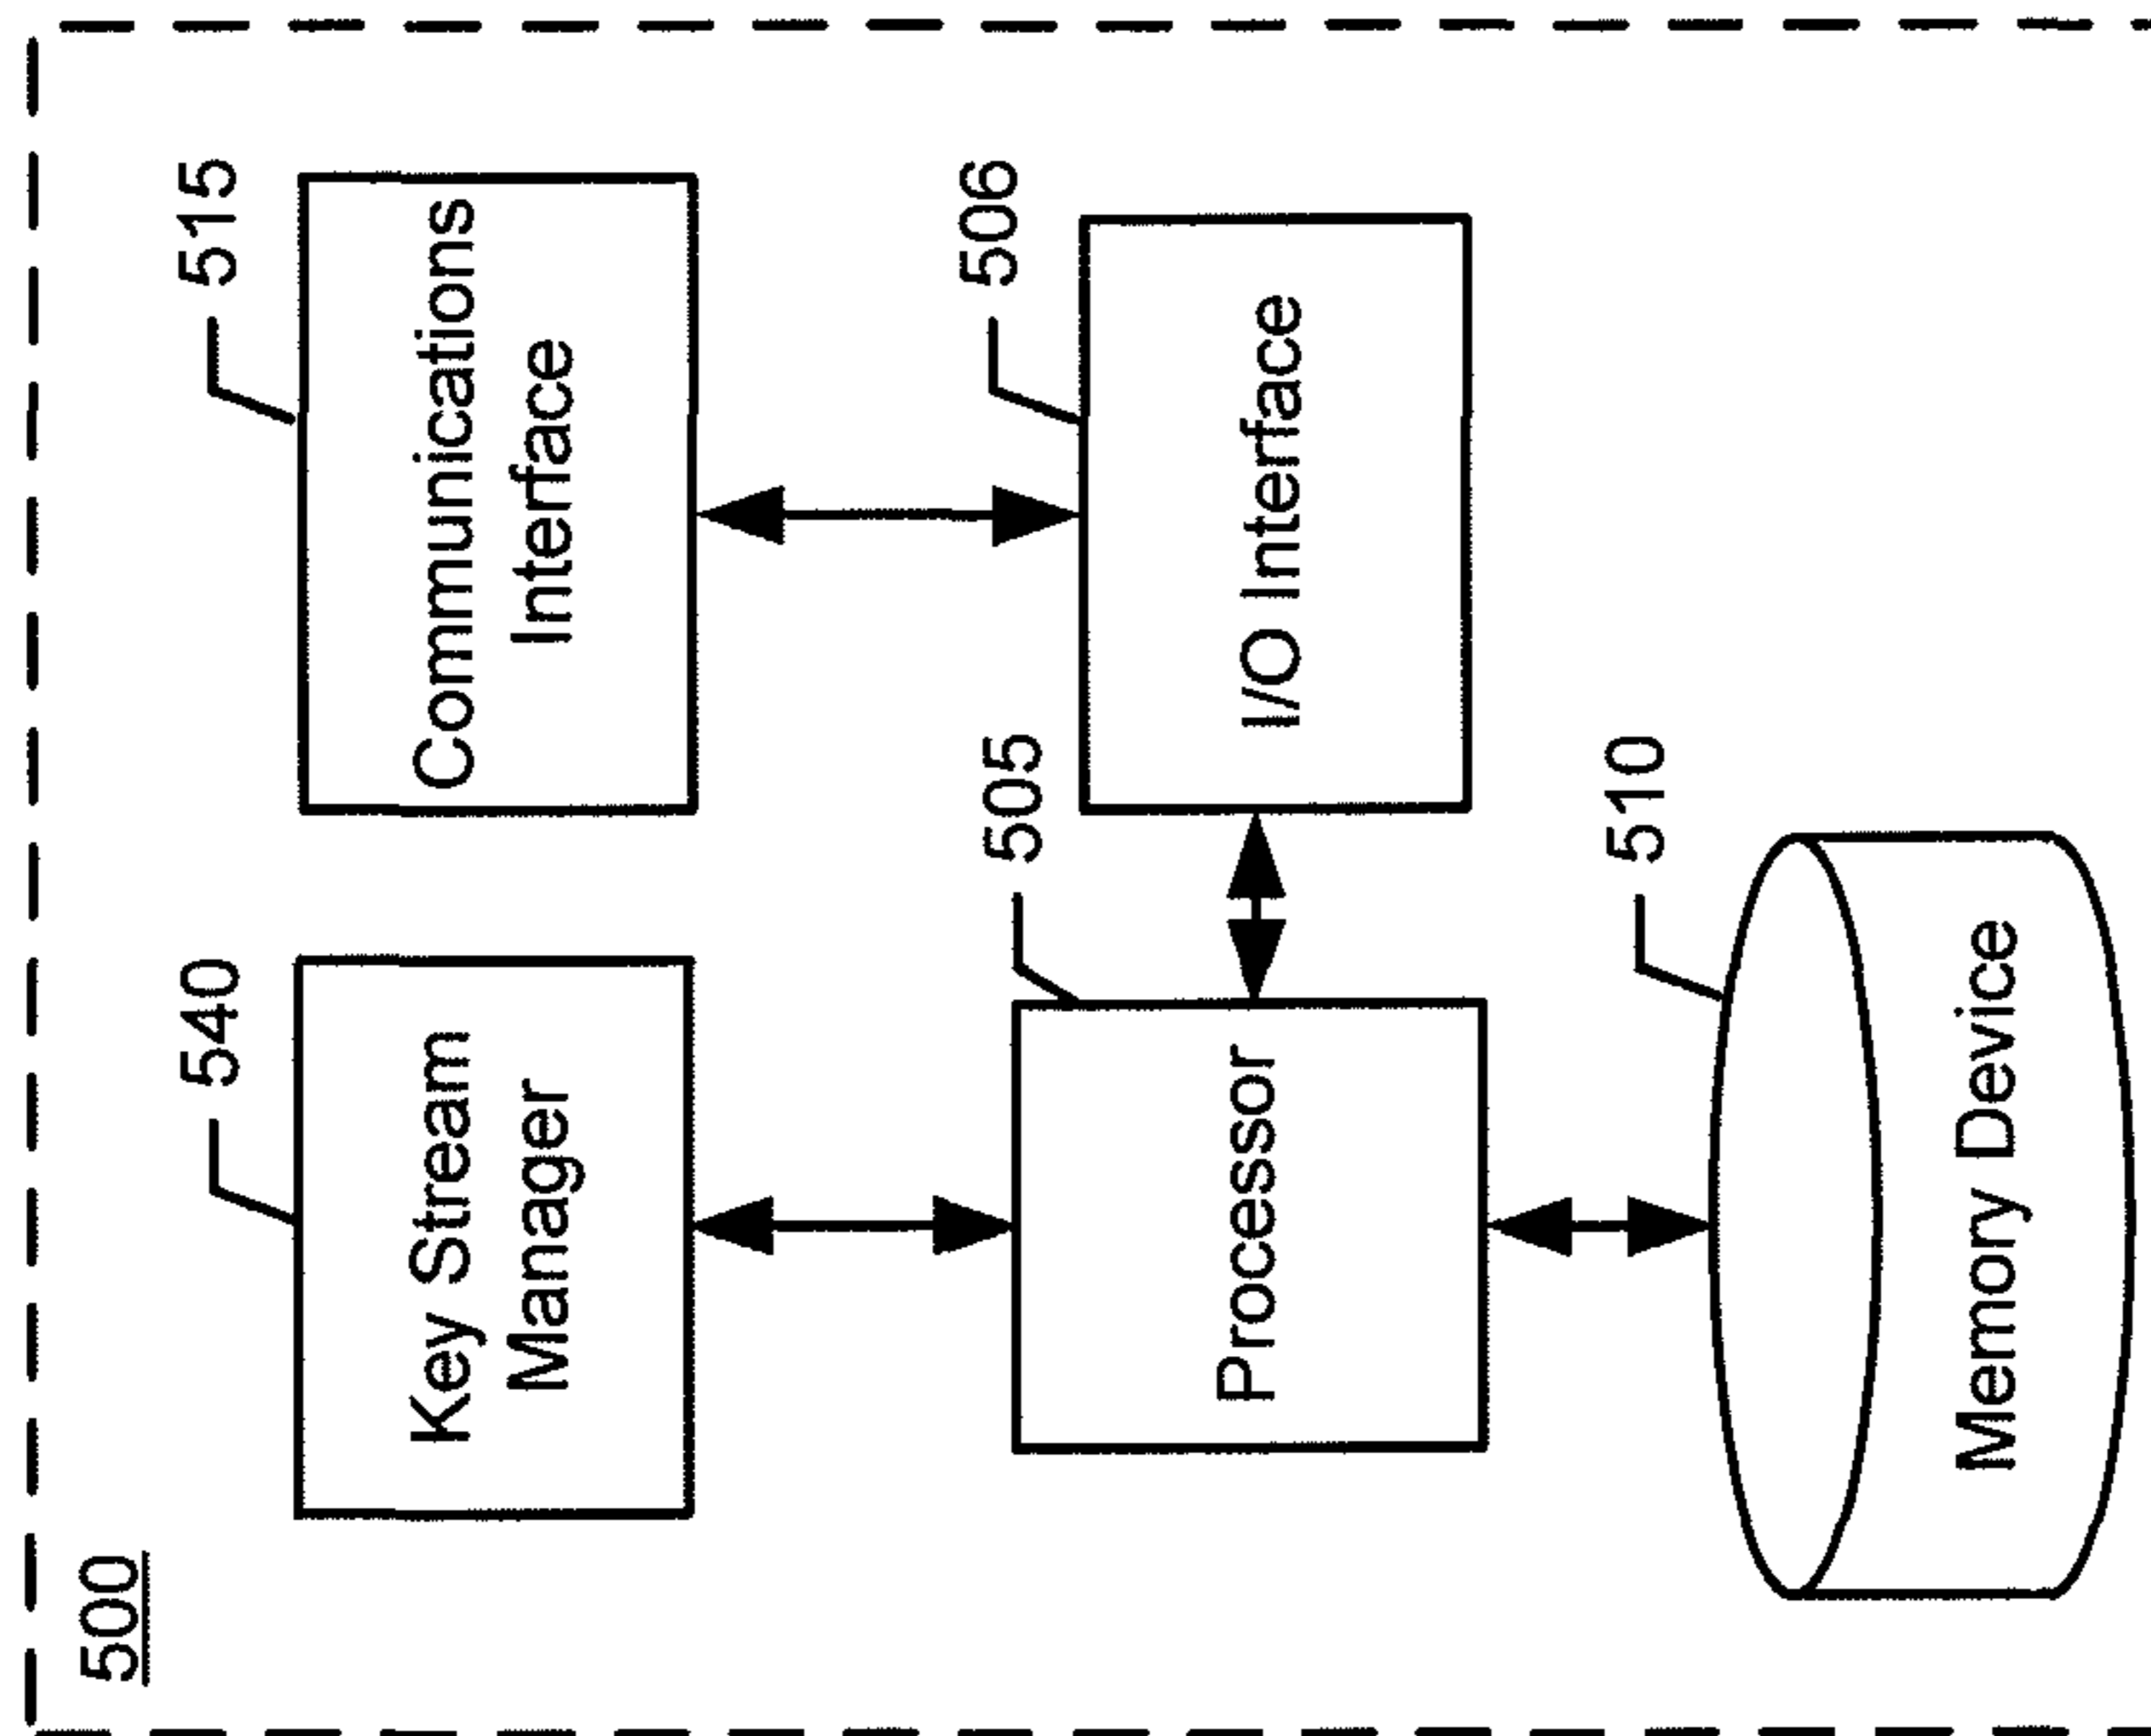 500
540
515
Key Stream
Manager
Communications
Interface
505
506
Processor
I/O Interface
510
Memory Device